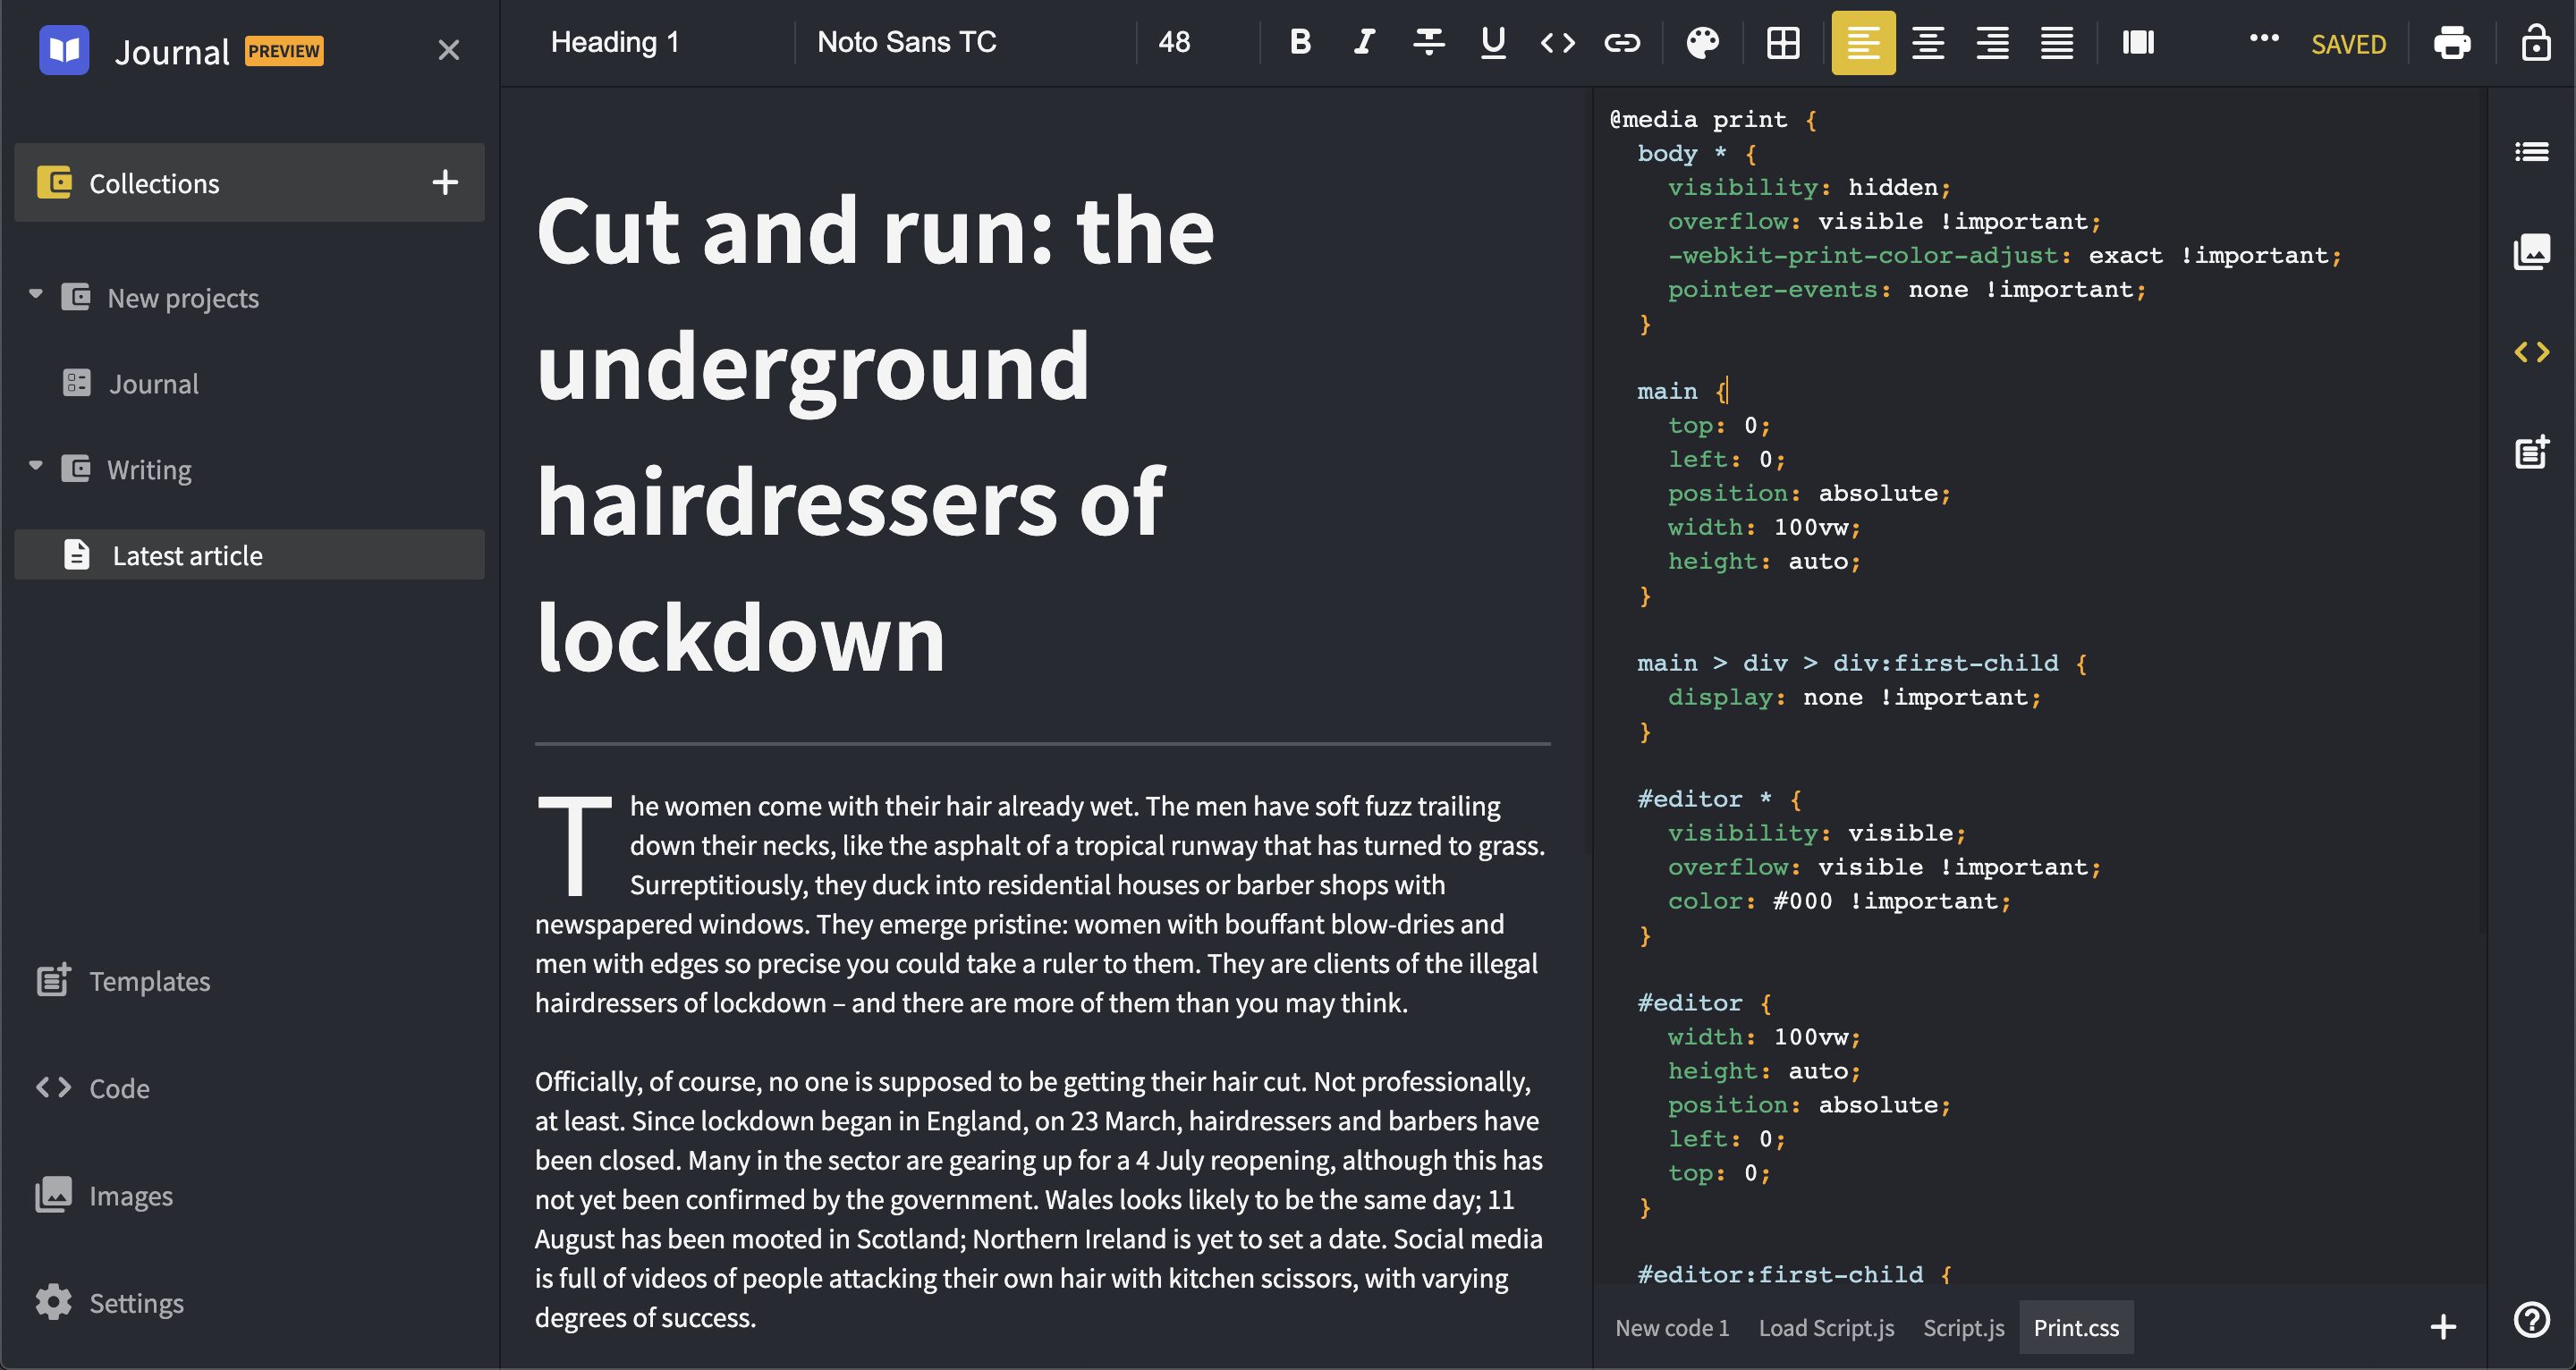 Journal PREVIEW
Collections
New projects
Journal
Writing
Latest article
Templates
Code
Images
Settings
Heading 1 Noto Sans TC 48 B I T U SAVED
Cut and run: the
underground
hairdressers of
lockdown
The women come with their hair already wet. The men have soft fuzz trailing
down their necks, like the asphalt of a tropical runway that has turned to grass.
Surreptitiously, they duck into residential houses or barber shops with
newspapered windows. They emerge pristine: women with bouffant blow-dries and
men with edges so precise you could take a ruler to them. They are clients of the illegal
hairdressers of lockdown – and there are more of them than you may think.
Officially, of course, no one is supposed to be getting their hair cut. Not professionally,
at least. Since lockdown began in England, on 23 March, hairdressers and barbers have
been closed. Many in the sector are gearing up for a 4 July reopening, although this has
not yet been confirmed by the government. Wales looks likely to be the same day; 11
August has been mooted in Scotland; Northern Ireland is yet to set a date. Social media
is full of videos of people attacking their own hair with kitchen scissors, with varying
degrees of success.
@media print {
body * {
visibility: hidden;
overflow: visible !important;
-webkit-print-color-adjust: exact !important;
pointer-events: none !important;
}
main {
top: 0;
left: 0;
position: absolute;
width: 100vw;
height: auto;
}
main > div > div:first-child {
display: none !important;
}
#editor * {
visibility: visible;
overflow: visible !important;
color: #000 !important;
}
#editor {
width: 100vw;
height: auto;
position: absolute;
left: 0;
top: 0;
}
#editor:first-child {
New code 1 Load Script.js Script.js Print.css